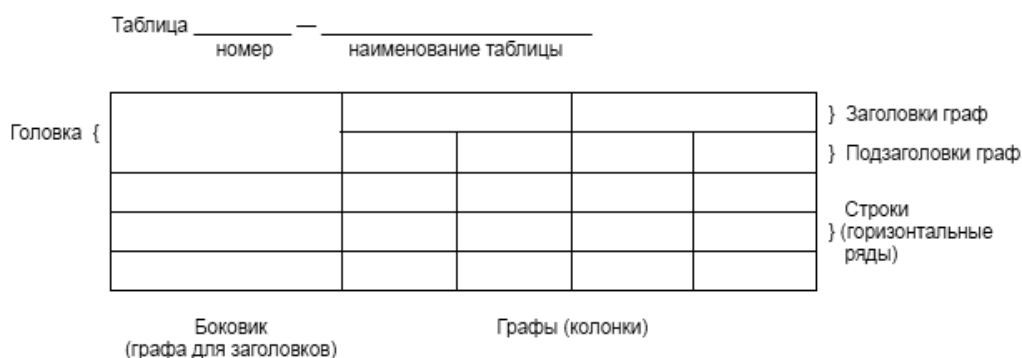 Таблица _________ — _________________________
номер наименование таблицы
Головка {
} Заголовки граф
} Подзаголовки граф
Строки
} (горизонтальные
ряды)
Боковик
(графа для заголовков)
Графы (колонки)